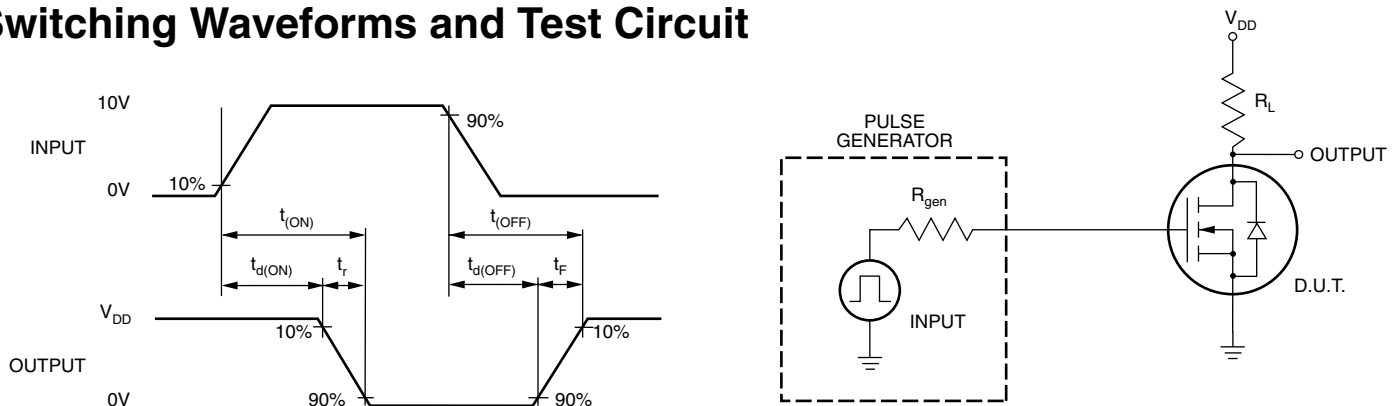 Switching Waveforms and Test Circuit
10V
INPUT
0V
10%
90%
t(ON)
t(OFF)
td(ON)
tr
td(OFF)
tF
VDD
OUTPUT
0V
10%
90%
10%
90%
PULSE
GENERATOR
Rgen
INPUT
VDD
RL
OUTPUT
D.U.T.